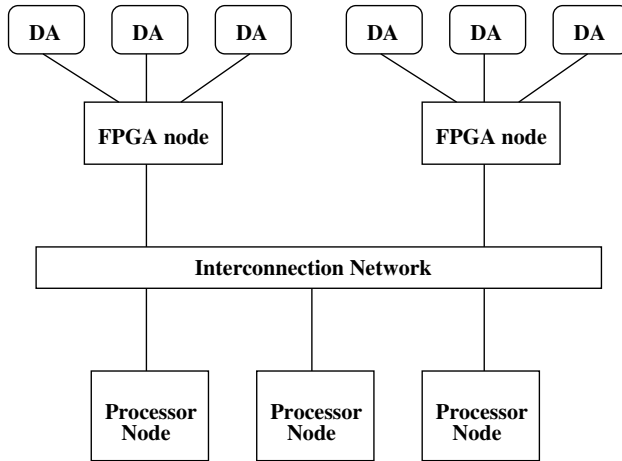 DA
DA
DA
DA
DA
DA
FPGA node
FPGA node
Interconnection Network
Processor
Node
Processor
Node
Processor
Node